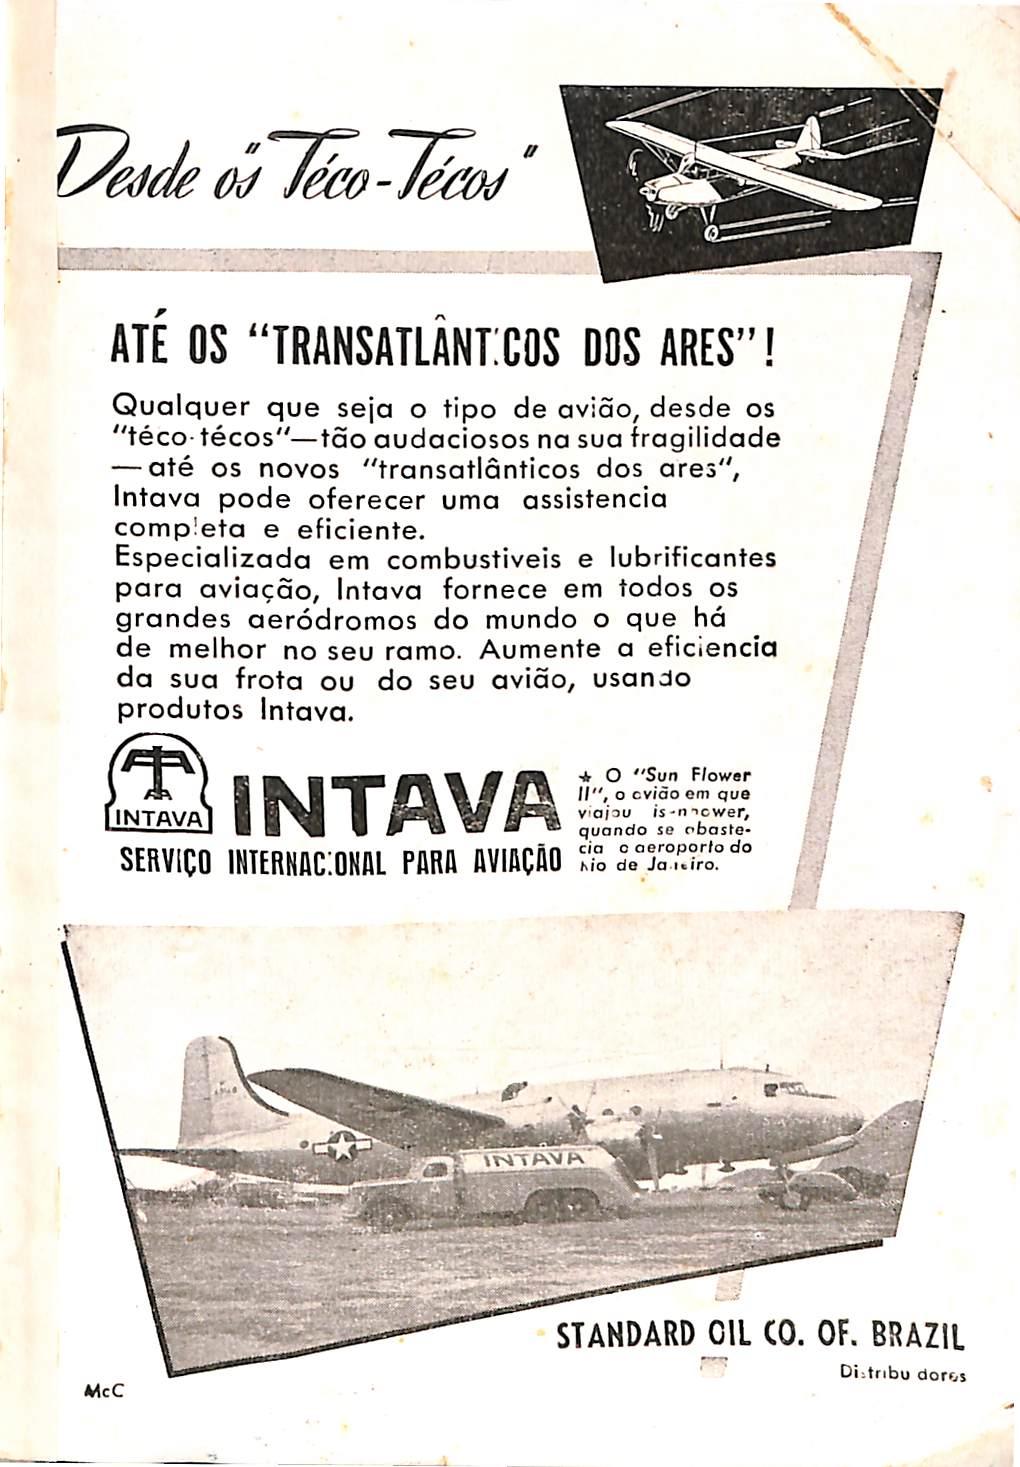 Desde os "Téco-Técos"
ATÉ OS "TRANSATLÂNTICOS DOS ARES"!
Qualquer que seja o tipo de avião, desde os
"téco-técos"—tão audaciosos na sua fragilidade
—até os novos "transatlânticos dos ares",
Intava pode oferecer uma assistencia
completa e eficiente.
Especializada em combustiveis e lubrificantes
para aviação, Intava fornece em todos os
grandes aeródromos do mundo o que há
de melhor no seu ramo. Aumente a eficiencia
da sua frota ou do seu avião, usando
produtos Intava.
INTAVA
INTAVA
SERVIÇO INTERNACIONAL PARA AVIAÇÃO
★ O "Sun Flower
II", o avião em que
viajou
quando se abaste-
cia o aeroporto do
Rio de Janeiro.
INTAVA
STANDARD OIL CO. OF. BRAZIL
Distribuidores
McC